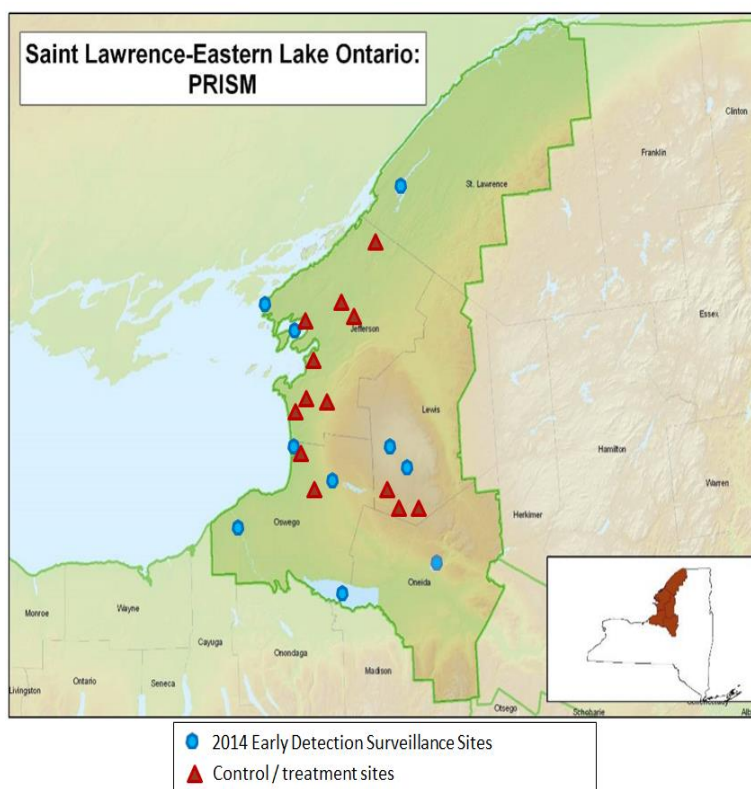 Saint Lawrence-Eastern Lake Ontario:
PRISM
Clinton
Franklin
St. Lawrence
Essex
Jefferson
Lewis
Hamilton
Warren
Herkimer
Oswego
Oneida
Monroe
Wayne
Cayuga
Onondaga
Madison
Livingston
Ontario
Seneca
Otsego
Schoharie
2014 Early Detection Surveillance Sites
Control / treatment sites